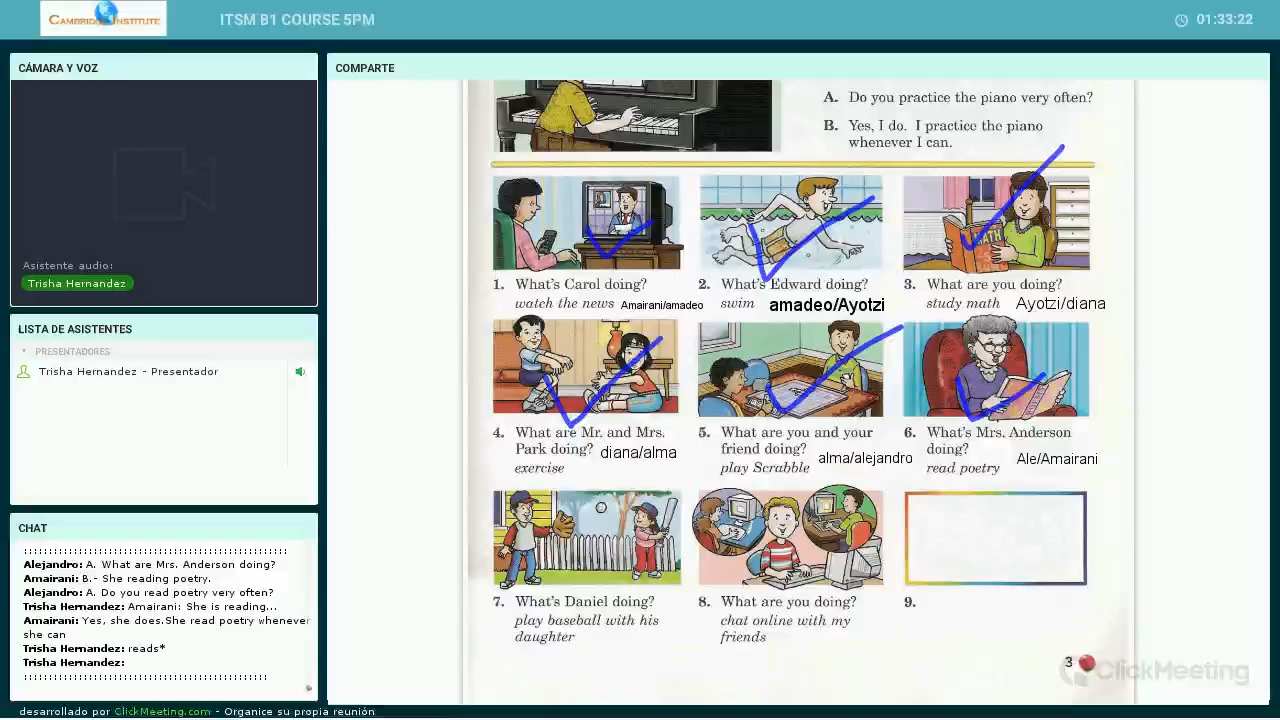 CAMBRIDGE INSTITUTE
ITSM B1 COURSE 5PM
01:33:22
CÁMARA Y VOZ
Asistente audio:
Trisha Hernandez
LISTA DE ASISTENTES
PRESENTADORES
Trisha Hernandez - Presentador
CHAT
::::::::::::::::::::::::::::::::::::::::::::::::::::
Alejandro: A. What are Mrs. Anderson doing?
Amairani: B.- She reading poetry.
Alejandro: A. Do you read poetry very often?
Trisha Hernandez: Amairani: She is reading...
Amairani: Yes, she does.She read poetry whenever
she can
Trisha Hernandez: reads*
Trisha Hernandez:
::::::::::::::::::::::::::::::::::::::::::::::::
COMPARTE
A. Do you practice the piano very often?
B. Yes, I do. I practice the piano
whenever I can.
MATH
1. What's Carol doing?
watch the news Amairani/amadeo
2. What's Edward doing?
swim amadeo/Ayotzi
3. What are you doing?
study math Ayotzi/diana
4. What are Mr. and Mrs.
Park doing? diana/alma
exercise
5. What are you and your
friend doing? alma/alejandro
play Scrabble
6. What's Mrs. Anderson
doing? Ale/Amairani
read poetry
7. What's Daniel doing?
play baseball with his
daughter
8. What are you doing?
chat online with my
friends
9.
3
ClickMeeting
desarrollado por ClickMeeting.com - Organice su propia reunión